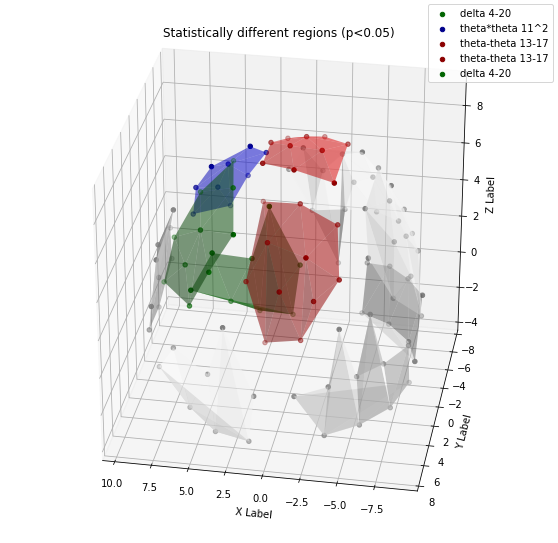 Statistically different regions (p<0.05)
delta 4-20
theta*theta 11^2
theta-theta 13-17
theta-theta 13-17
delta 4-20
8
6
4
2
0
−2
−4
Z Label
−8
−6
−4
−2
0
2
4
6
8
Y Label
10.0
7.5
5.0
2.5
0.0
−2.5
−5.0
−7.5
X Label